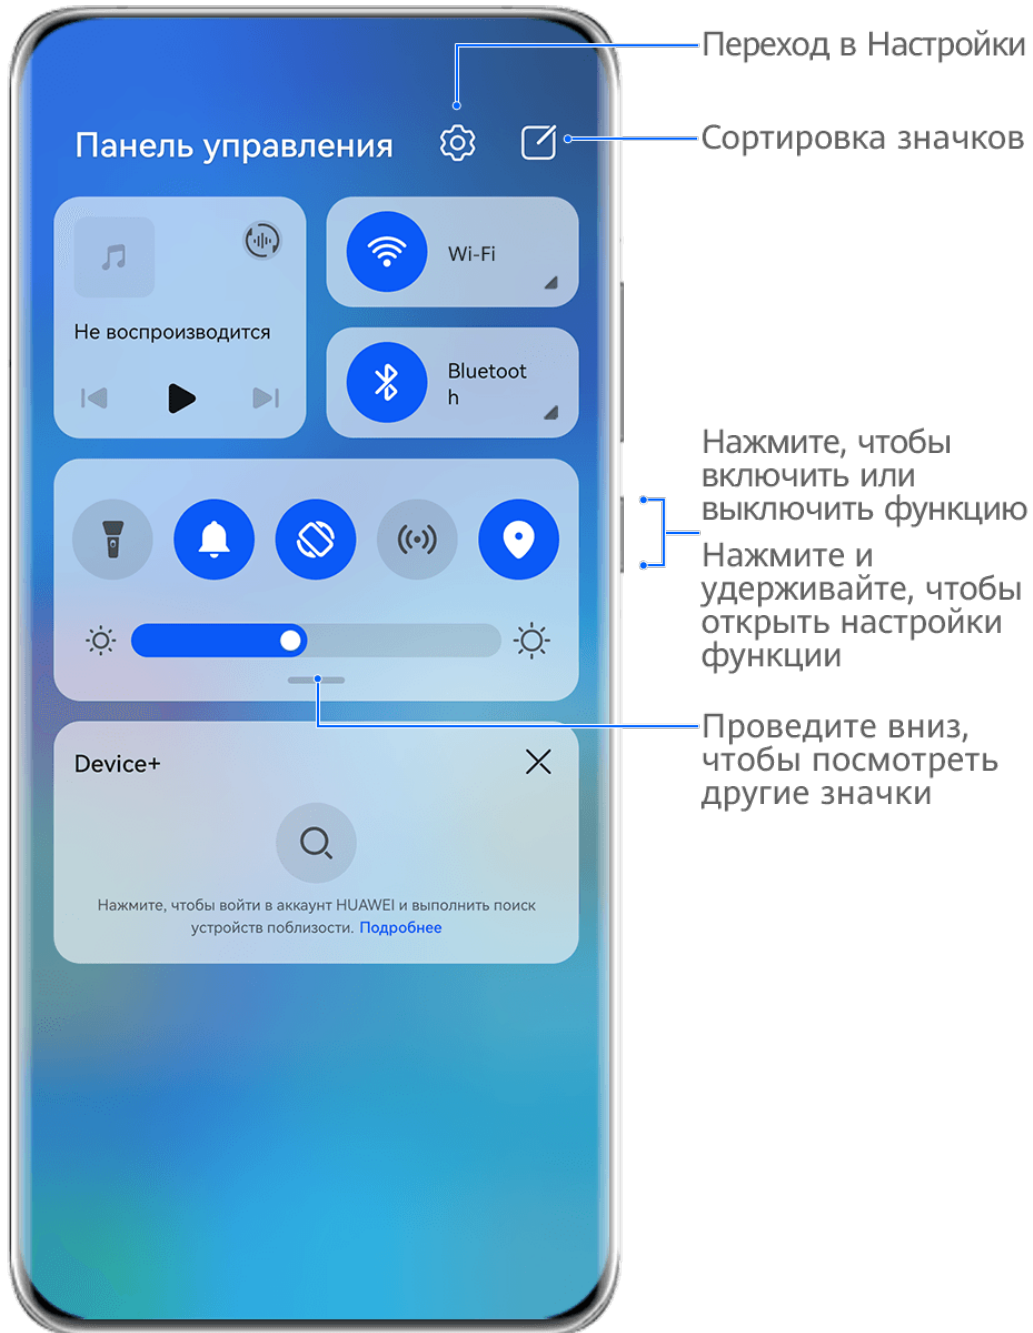 Переход в Настройки
Панель управления
Сортировка значков
Не воспроизводится
Wi-Fi
Bluetoot
h
Нажмите, чтобы
включить или
выключить функцию
Нажмите и
удерживайте, чтобы
открыть настройки
функции
Проведите вниз,
чтобы посмотреть
другие значки
Device+
Нажмите, чтобы войти в аккаунт HUAWEI и выполнить поиск
устройств поблизости. Подробнее